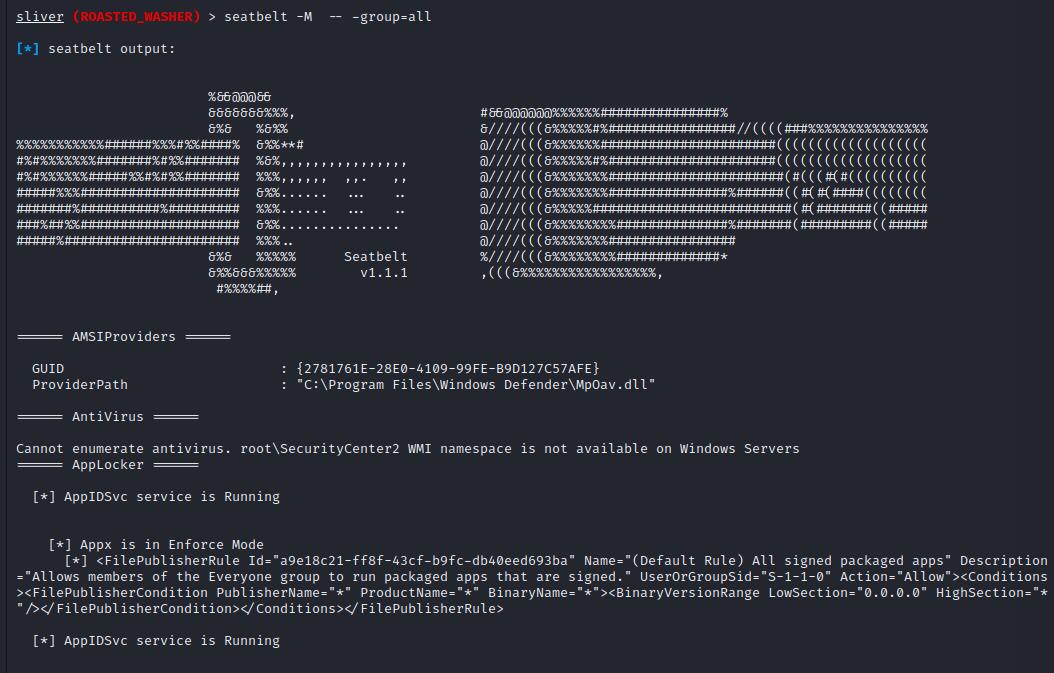 sliver (ROASTED_WASHER) > seatbelt -M  -- -group=all
[*] seatbelt output:
                        %&&@@@&&
                        &&&&&&&%%%,                       #&&@@@@@@%%%%%%###############%
                        &%&   %&%%                        &////(((&%%%%%#%################//((((###%%%%%%%%%%%%%%%
%%%%%%%%%%%######%%%#%%####%  &%%**#                      @////(((&%%%%%%######################(((((((((((((((((((
#%#%%%%%%%#######%#%%#######  %&%,,,,,,,,,,,,,,,,         @////(((&%%%%%#%#####################(((((((((((((((((((
#%#%%%%%%#####%%#%#%%#######  %%%,,,,,,  ,,.   ,,         @////(((&%%%%%%%######################(#(((#(#((((((((((
#####%%%####################  &%%......  ...   ..         @////(((&%%%%%%%###############%######((#(#(####((((((((
#######%##########%#########  %%%......  ...   ..         @////(((&%%%%%#########################(#(#######((#####
###%##%%####################  &%%...............          @////(((&%%%%%%%%##############%#######(#########((#####
#####%######################  %%%..                       @////(((&%%%%%%%################
                        &%&   %%%%%      Seatbelt         %////(((&%%%%%%%%#############*
                        &%%&&&%%%%%        v1.1.1         ,(((&%%%%%%%%%%%%%%%%%,
                         #%%%%##,
====== AMSIProviders ======
  GUID                           : {2781761E-28E0-4109-99FE-B9D127C57AFE}
  ProviderPath                   : "C:\Program Files\Windows Defender\MpOav.dll"
====== AntiVirus ======
Cannot enumerate antivirus. root\SecurityCenter2 WMI namespace is not available on Windows Servers
====== AppLocker ======
  [*] AppIDSvc service is Running
    [*] Appx is in Enforce Mode
      [*] <FilePublisherRule Id="a9e18c21-ff8f-43cf-b9fc-db40eed693ba" Name="(Default Rule) All signed packaged apps" Description
="Allows members of the Everyone group to run packaged apps that are signed." UserOrGroupSid="S-1-1-0" Action="Allow"><Conditions
><FilePublisherCondition PublisherName="*" ProductName="*" BinaryName="*"><BinaryVersionRange LowSection="0.0.0.0" HighSection="*
"/></FilePublisherCondition></Conditions></FilePublisherRule>
  [*] AppIDSvc service is Running